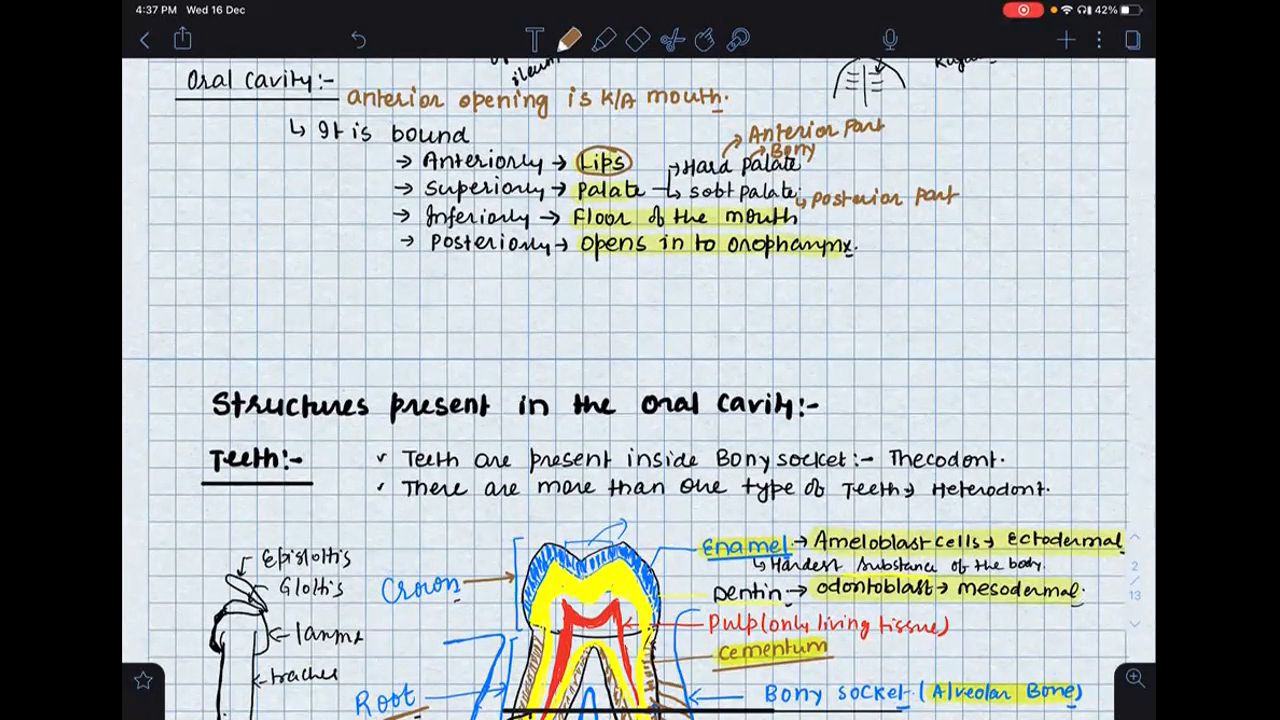 4:37 PM Wed 16 Dec
42%
T
ileum
Oral cavity:-
anterior opening is K/A mouth.
↳ It is bound
→ Anteriorly → Lips
→ Superiorly → Palate
→ Hard palate
→ Anterior part
→ Bony
↳ soft palate
↳ posterior part
→ Inferiorly → Floor of the mouth
→ Posteriorly → opens in to oropharynx.
Structures present in the oral cavity:-
Teeth:-
Teeth are present inside Bony socket:- Thecodont.
There are more than one type of Teeth → Heterodont.
Epiglottis
Glottis
larynx
trachea
Crown
Root
Enamel → Ameloblast cells → Ectodermal
↳ Hardest substance of the body.
Dentin → odontoblast → mesodermal.
Pulp (only living tissue)
cementum
Bony socket (Alveolar Bone)
2
/
13